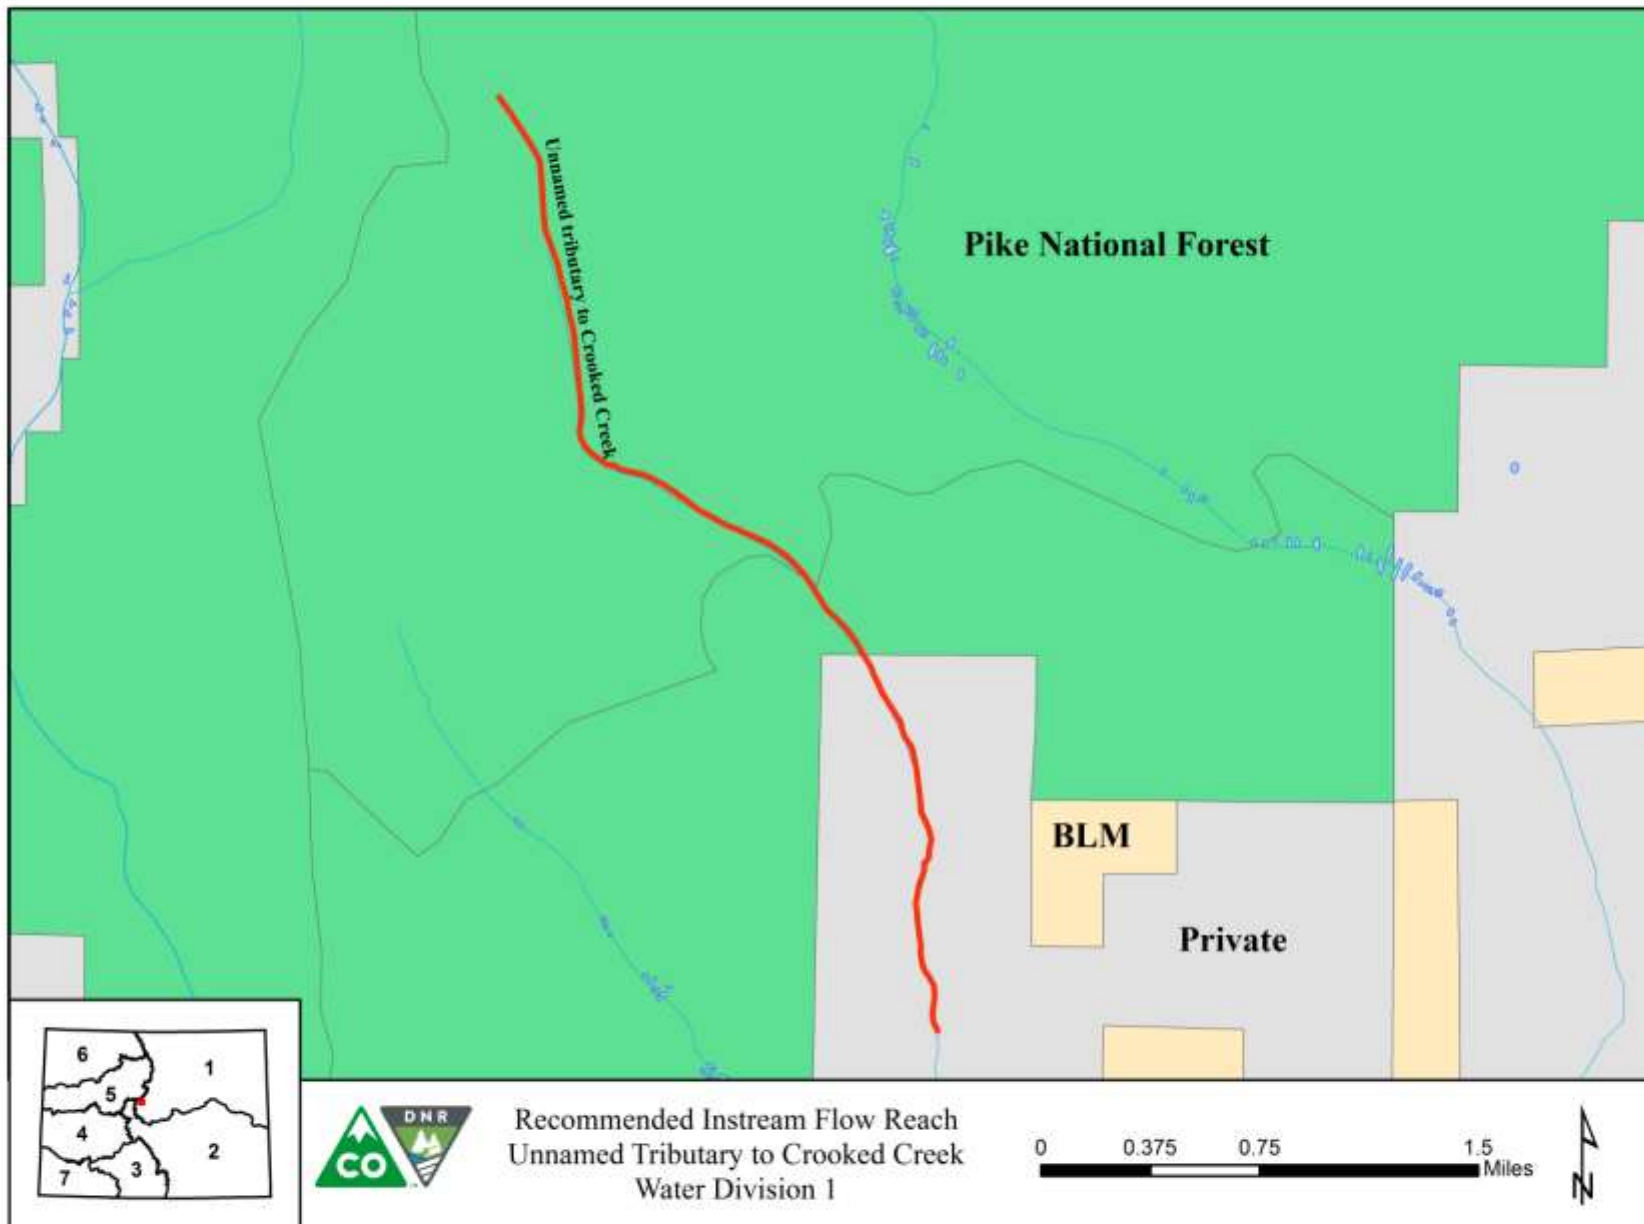 Unnamed tributary to Crooked Creek
Pike National Forest
BLM
Private
6
1
5
4
2
3
7
CO
DNR
Recommended Instream Flow Reach
Unnamed Tributary to Crooked Creek
Water Division 1
0 0.375 0.75 1.5
Miles
N